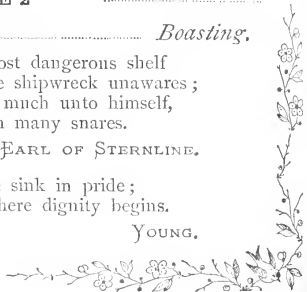 Boasting.
ost dangerous shelf
e shipwreck unawares ;
much unto himself,
n many snares.
EARL OF STERNLINE.
sink in pride ;
here dignity begins.
YOUNG.